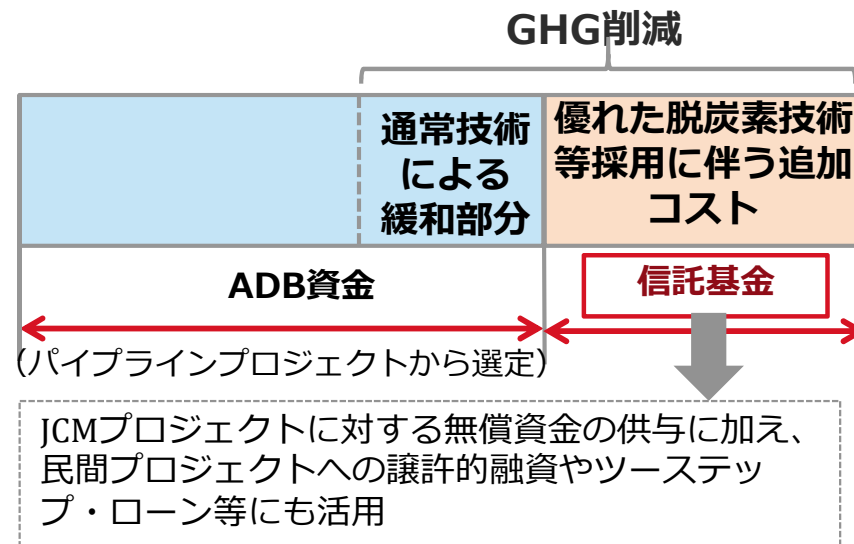 GHG削減
通常技術
による
緩和部分
優れた脱炭素技術
等採用に伴う追加
コスト
ADB資金
信託基金
(パイプラインプロジェクトから選定)
JCMプロジェクトに対する無償資金の供与に加え、
民間プロジェクトへの譲許的融資やツーステッ
プ・ローン等にも活用